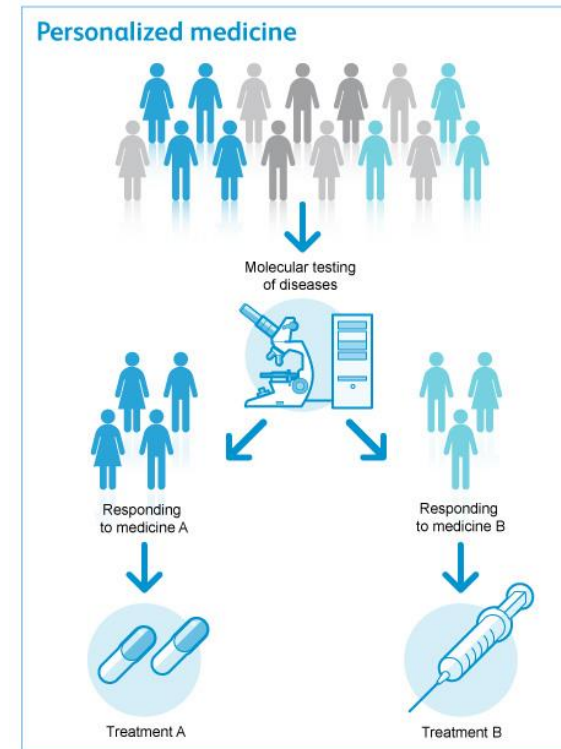 Personalized medicine
Molecular testing
of diseases
Responding
to medicine A
Responding
to medicine B
Treatment A
Treatment B